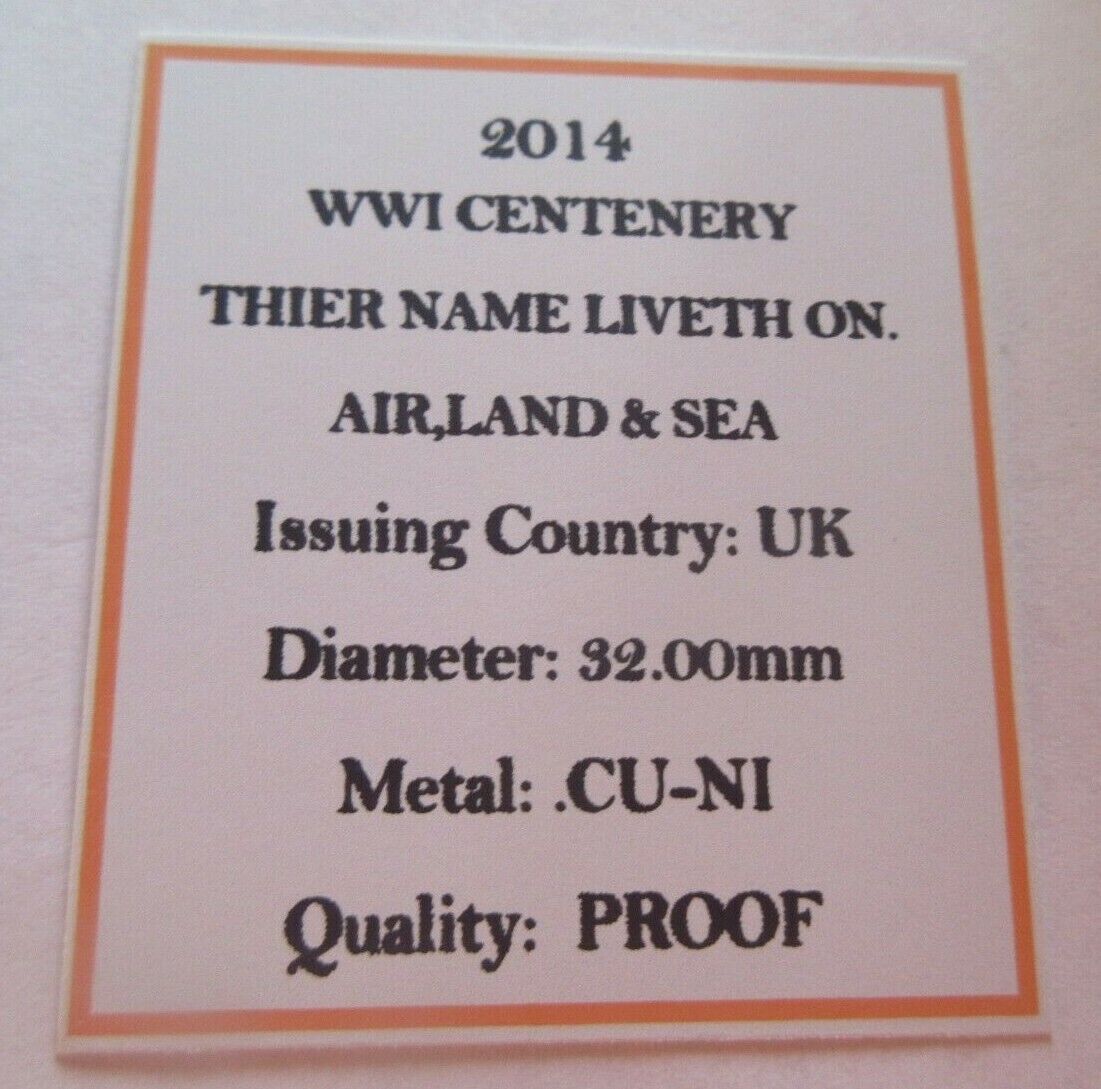 2014
WWI CENTENERY
THIER NAME LIVETH ON.
AIR,LAND & SEA
Issuing Country: UK
Diameter: 32.00mm
Metal: .CU-NI
Quality: PROOF